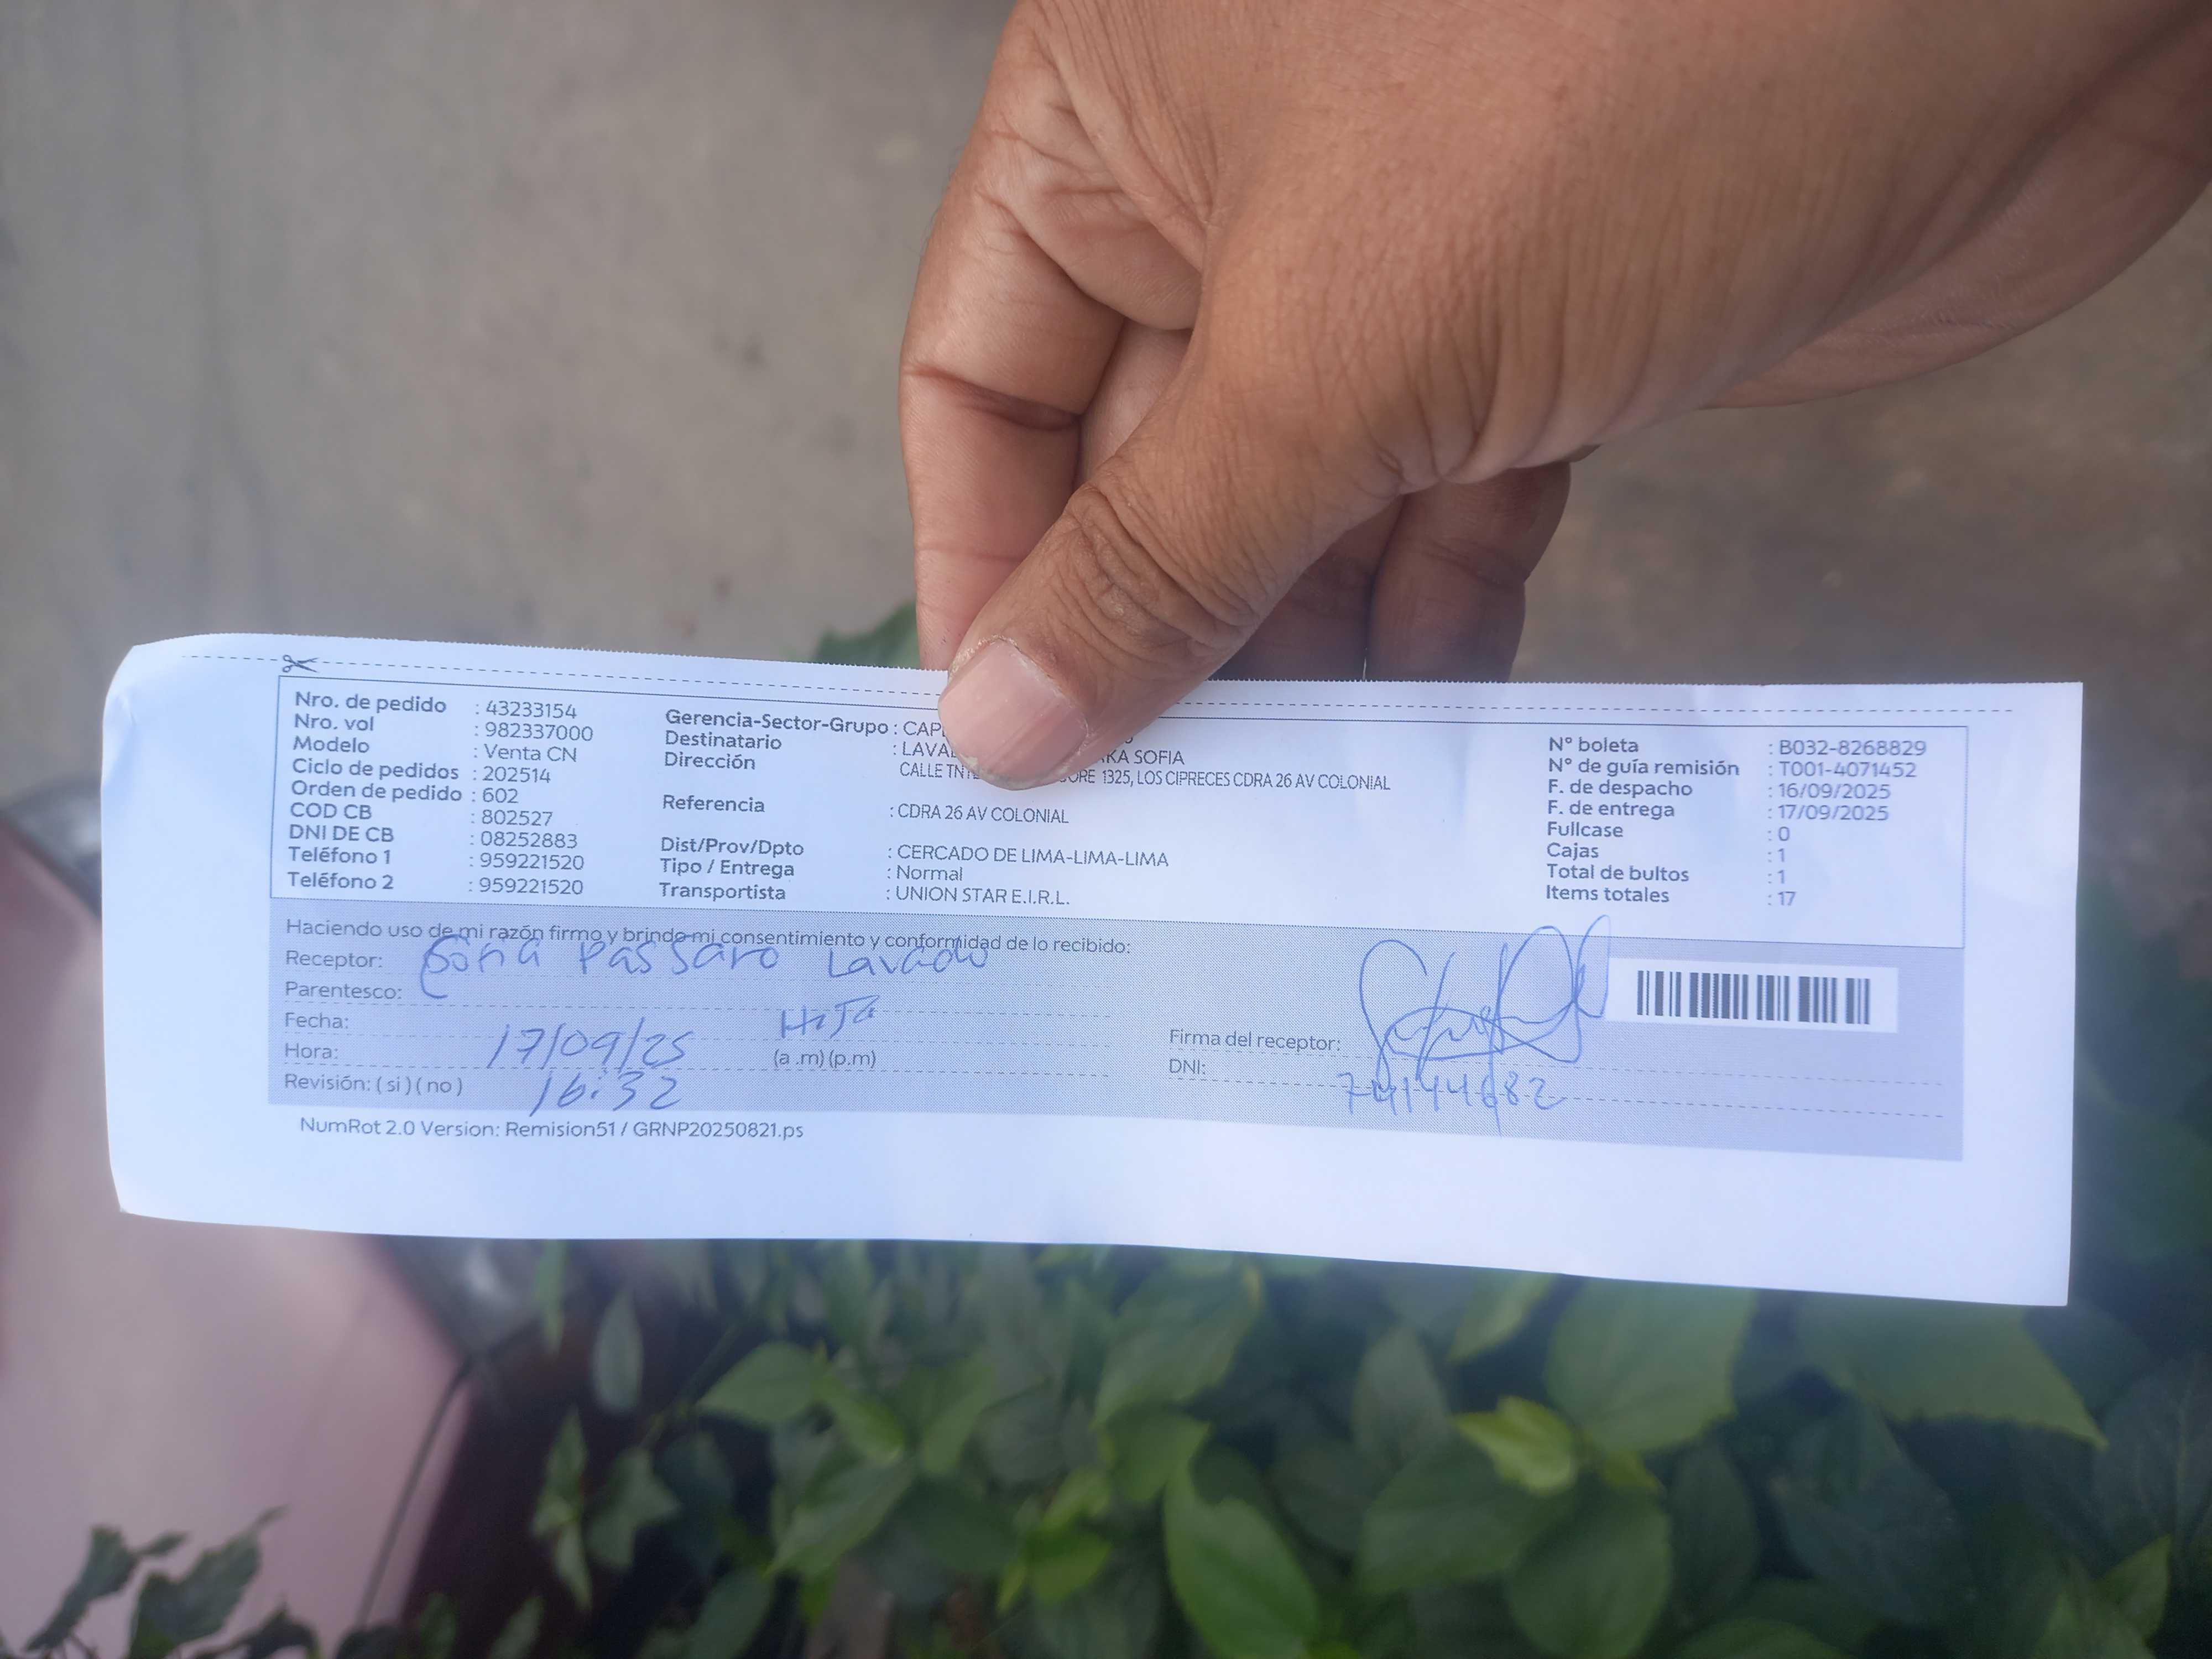 Nro. de pedido : 43233154
Nro. vol : 982337000
Modelo : Venta CN
Ciclo de pedidos : 202514
Orden de pedido : 602
COD CB : 802527
DNI DE CB : 08252883
Teléfono 1 : 959221520
Teléfono 2 : 959221520
Gerencia-Sector-Grupo :
Destinatario : SOFIA
Dirección CALLE 1325, LOS CIPRECES CDRA 26 AV COLONIAL
Referencia : CDRA 26 AV COLONIAL
Dist/Prov/Dpto : CERCADO DE LIMA-LIMA-LIMA
Tipo / Entrega : Normal
Transportista : UNION STAR E.I.R.L.
N° boleta : B032-8268829
N° de guía remisión : T001-4071452
F. de despacho : 16/09/2025
F. de entrega : 17/09/2025
Fullcase : 0
Cajas : 1
Total de bultos : 1
Items totales : 17
Haciendo uso de mi razón firmo y brindo mi consentimiento y conformidad de lo recibido:
Receptor: Sofia Passaro Lavado
Parentesco: HiJa
Fecha: 17/09/25
Hora: 16:32 (a .m) (p.m)
Revisión: ( si ) ( no )
Firma del receptor:
DNI: 74144682
NumRot 2.0 Version: Remision51 / GRNP20250821.ps